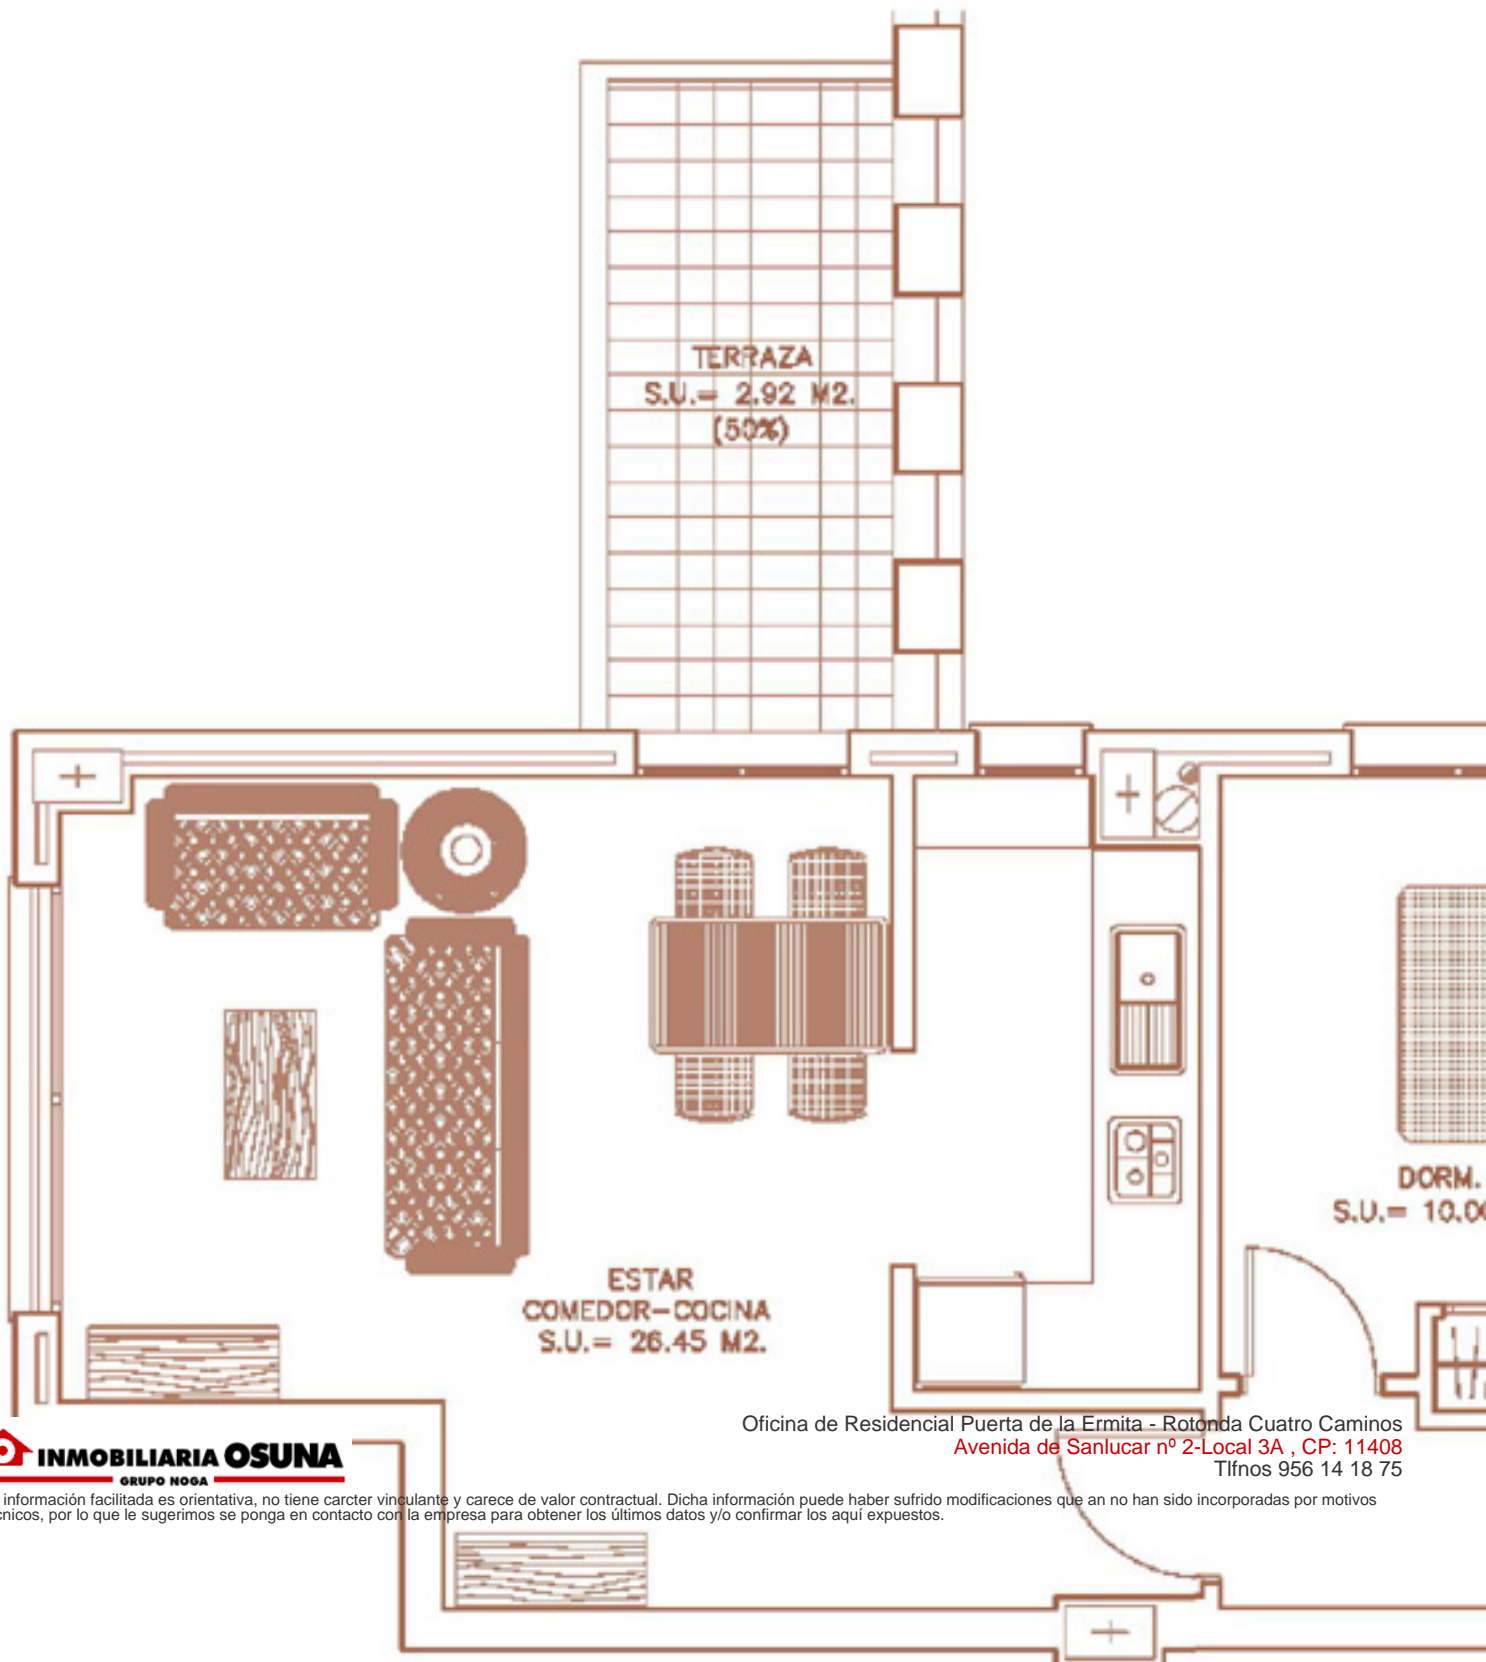 TERRAZA
S.U.= 2.92 M2.
(50%)
DORM.
S.U.= 10.0
ESTAR
COMEDOR-COCINA
S.U.= 26.45 M2.
Oficina de Residencial Puerta de la Ermita - Rotonda Cuatro Caminos
Avenida de Sanlucar nº 2-Local 3A , CP: 11408
Tlfnos 956 14 18 75
INMOBILIARIA OSUNA
GRUPO NOGA
información facilitada es orientativa, no tiene carcter vinculante y carece de valor contractual. Dicha información puede haber sufrido modificaciones que an no han sido incorporadas por motivos
cnicos, por lo que le sugerimos se ponga en contacto con la empresa para obtener los últimos datos y/o confirmar los aquí expuestos.